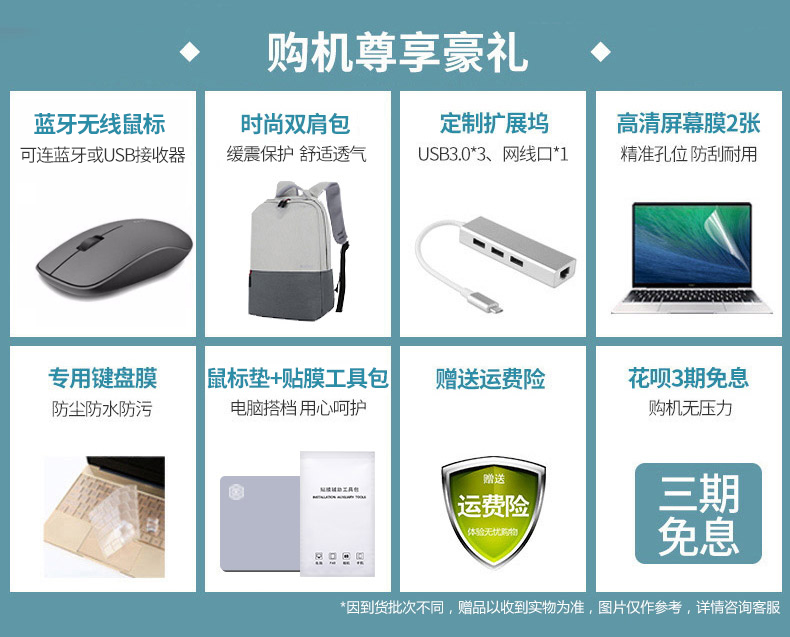 购机尊享豪礼
蓝牙无线鼠标
可连蓝牙或USB接收器
时尚双肩包
缓震保护 舒适透气
定制扩展坞
USB3.0*3、网线口*1
高清屏幕膜2张
精准孔位 防刮耐用
专用键盘膜
防尘防水防污
鼠标垫+贴膜工具包
电脑搭档 用心呵护
贴膜辅助工具包
INSTALLATION AUXILIARY TOOLS
赠送运费险
赠送
运费险
体验无忧购物
花呗3期免息
购机无压力
三期
免息
*因到货批次不同，赠品以收到实物为准，图片仅作参考，详情咨询客服